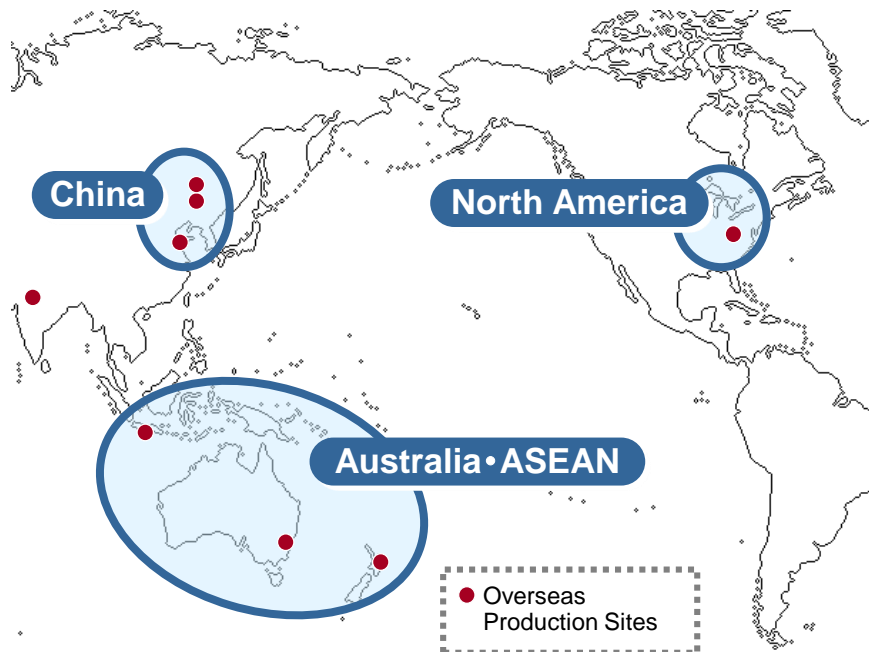 China
North America
Australia・ASEAN
Overseas
Production Sites